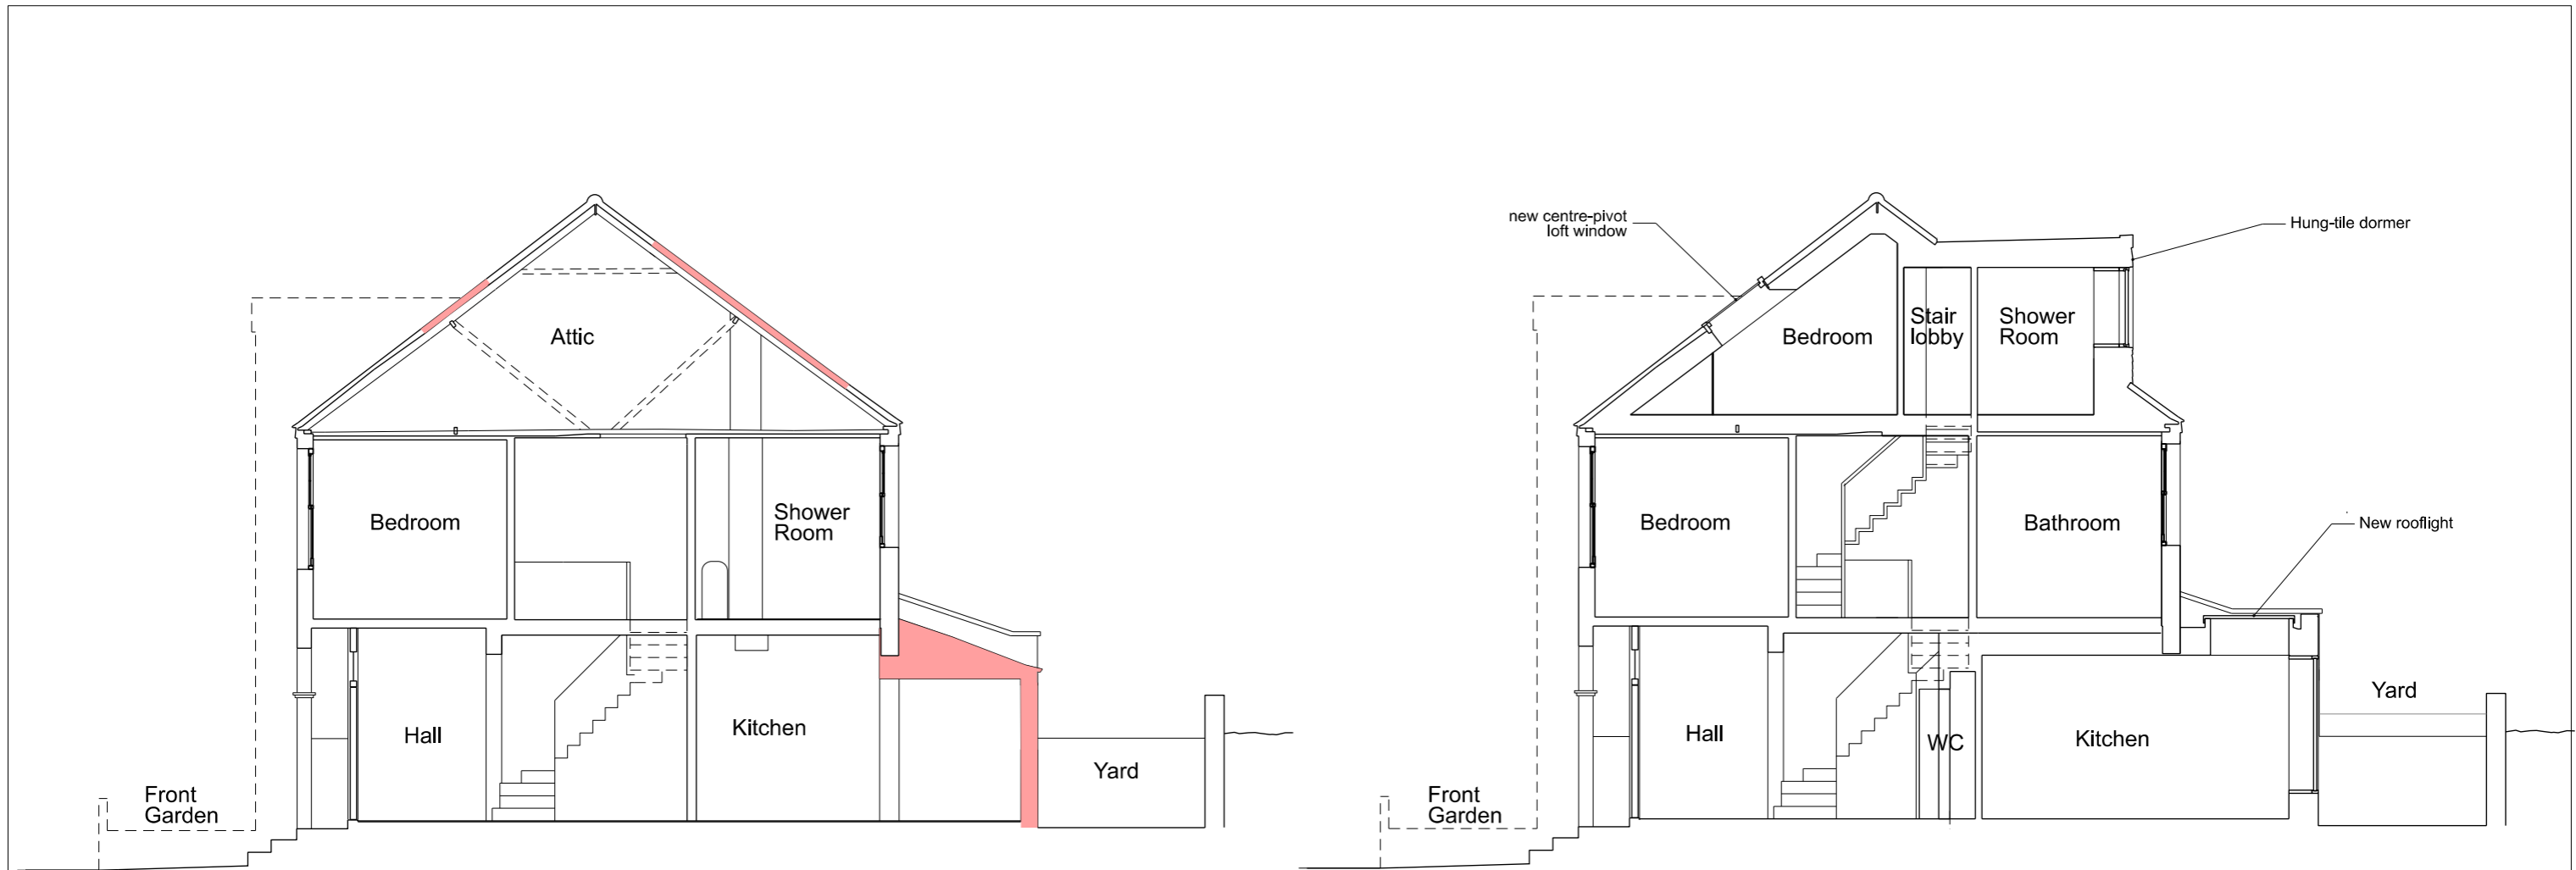 Attic
Bedroom
Shower
Room
Hall
Kitchen
Yard
Front
Garden
new centre-pivot
loft window
Hung-tile dormer
Bedroom
Stair
lobby
Shower
Room
Bedroom
Bathroom
New rooflight
Hall
WC
Kitchen
Yard
Front
Garden